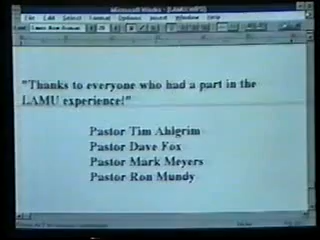 Microsoft Works - [LAMU.WPS]
File Edit Select Format Options Insert Window Help
"Thanks to everyone who had a part in the
LAMU experience!"
Pastor Tim Ahlgrim
Pastor Dave Fox
Pastor Mark Meyers
Pastor Ron Mundy